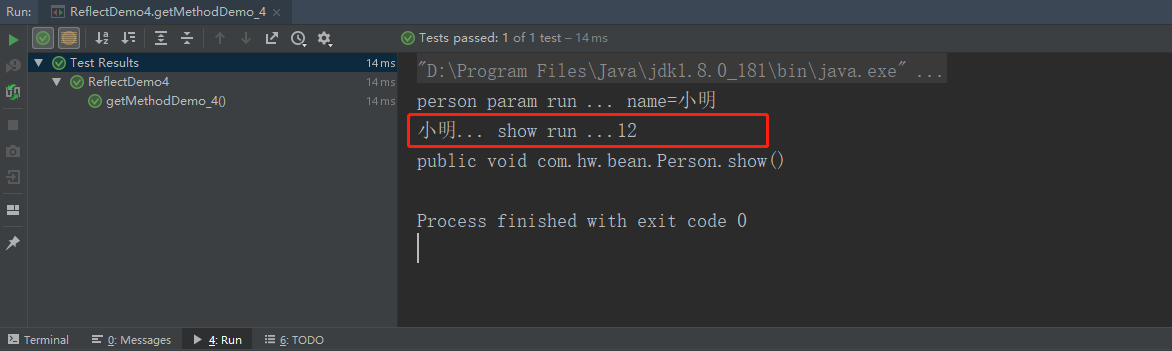 Run: ReflectDemo4.getMethodDemo_4 ×
Tests passed: 1 of 1 test – 14 ms
Test Results 14 ms
ReflectDemo4 14 ms
getMethodDemo_4() 14 ms
"D:\Program Files\Java\jdk1.8.0_181\bin\java.exe" ...
person param run ... name=小明
小明... show run ...12
public void com.hw.bean.Person.show()
Process finished with exit code 0
Terminal 0: Messages 4: Run 6: TODO